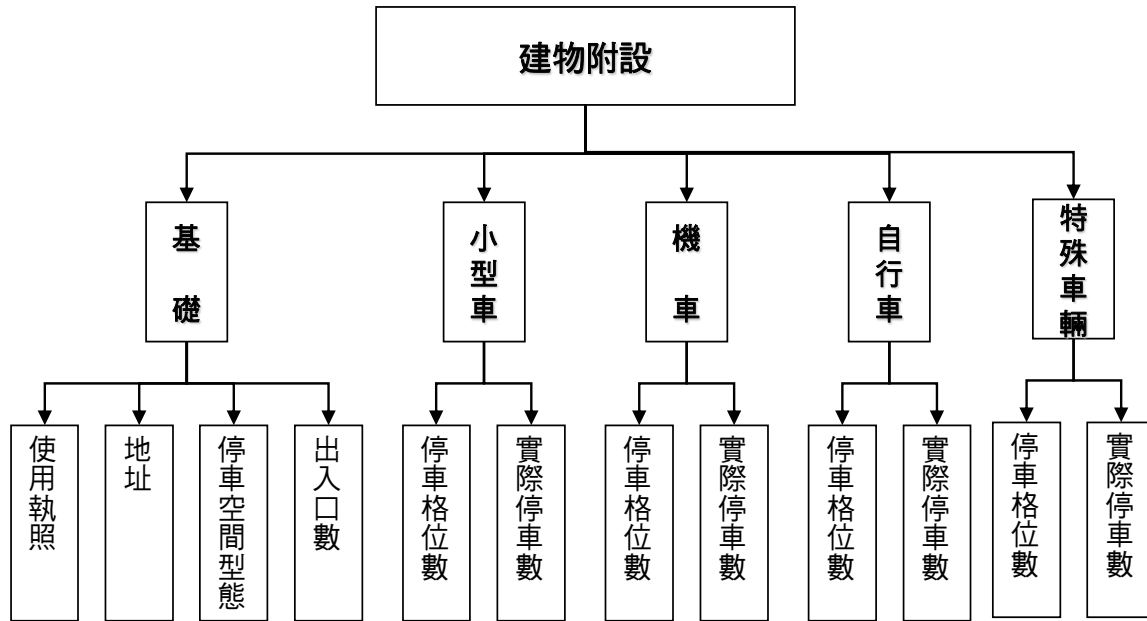 建物附設
基礎
小型車
機車
自行車
特殊車輛
使用執照
地址
停車空間型態
出入口數
停車格位數
實際停車數
停車格位數
實際停車數
停車格位數
實際停車數
停車格位數
實際停車數